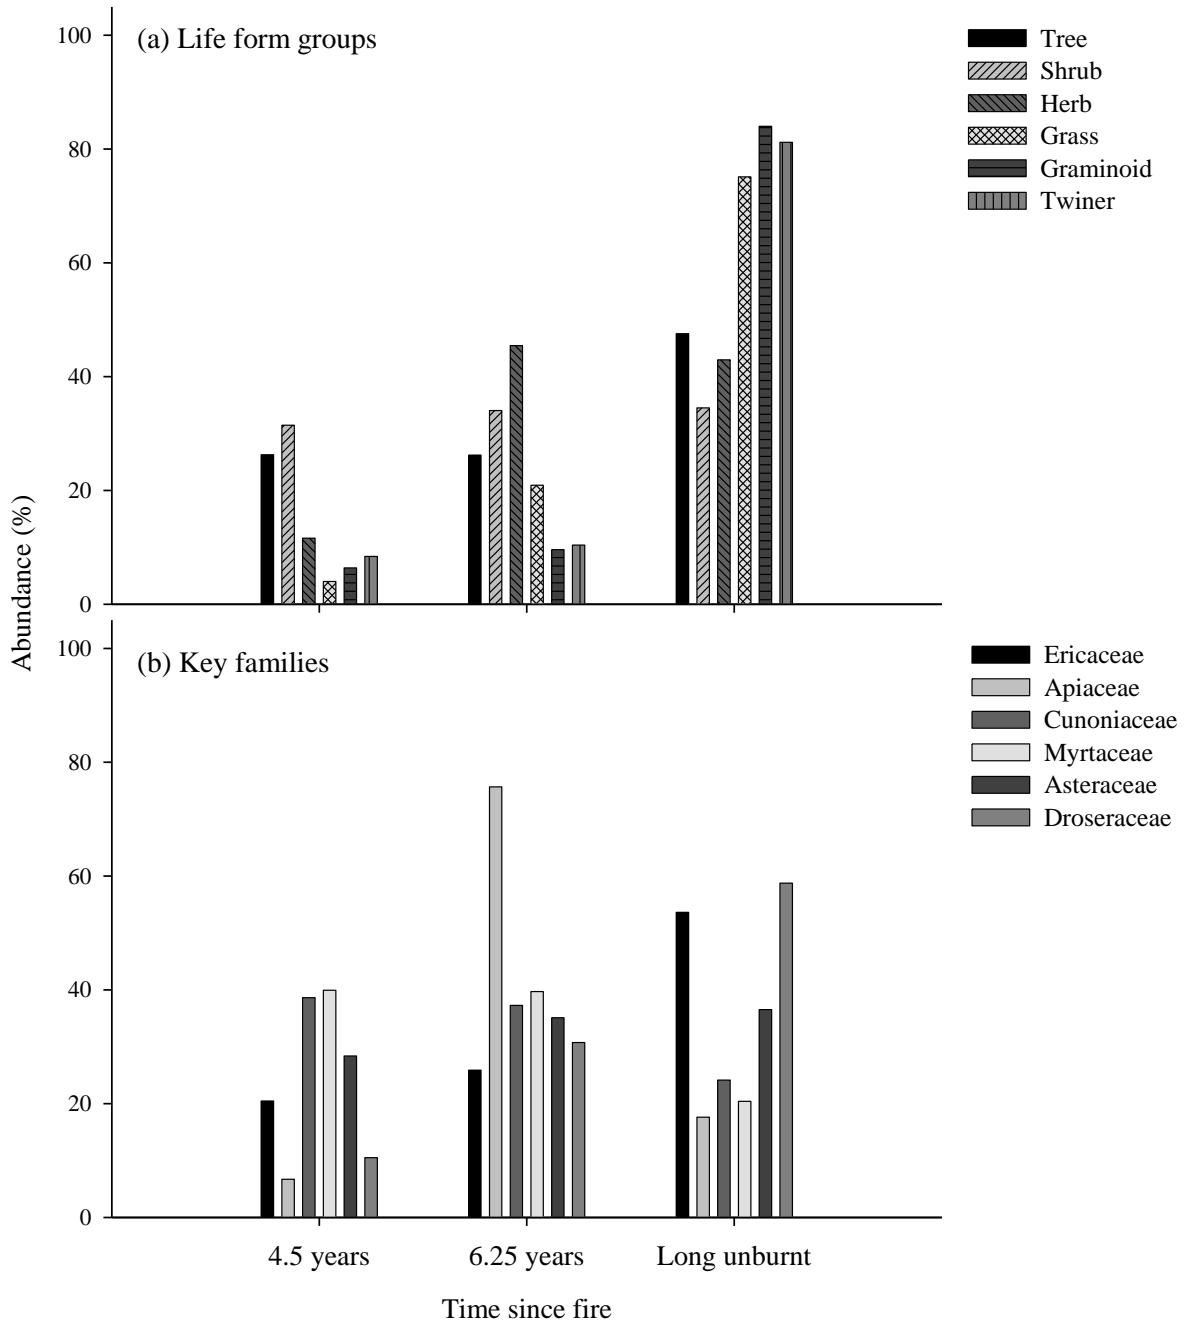 (a) Life form groups
100
80
60
40
20
0
Tree
Shrub
Herb
Grass
Graminoid
Twiner
Abundance (%)
(b) Key families
100
80
60
40
20
0
Ericaceae
Apiaceae
Cunoniaceae
Myrtaceae
Asteraceae
Droseraceae
4.5 years 6.25 years Long unburnt
Time since fire